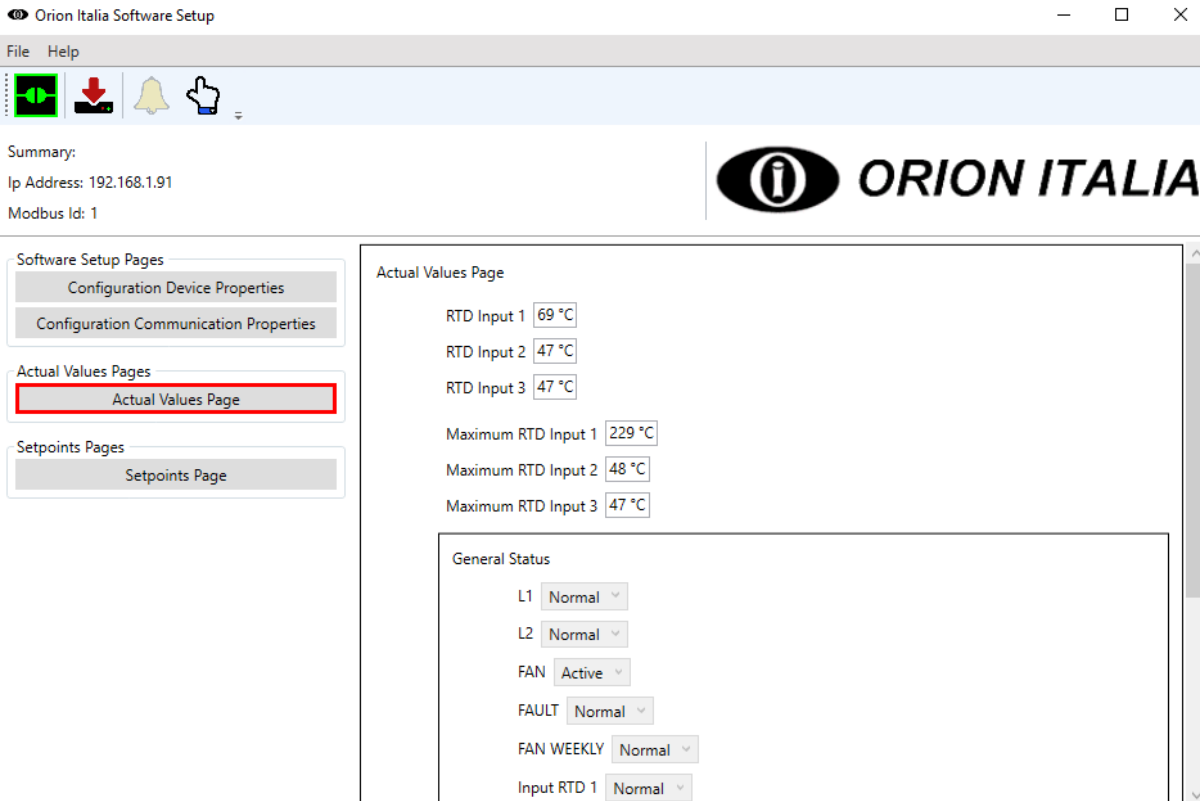 Orion Italia Software Setup
File Help
Summary:
Ip Address: 192.168.1.91
Modbus Id: 1
ORION ITALIA
Software Setup Pages
Configuration Device Properties
Configuration Communication Properties
Actual Values Pages
Actual Values Page
Setpoints Pages
Setpoints Page
Actual Values Page
RTD Input 1 69 °C
RTD Input 2 47 °C
RTD Input 3 47 °C
Maximum RTD Input 1 229 °C
Maximum RTD Input 2 48 °C
Maximum RTD Input 3 47 °C
General Status
L1 Normal
L2 Normal
FAN Active
FAULT Normal
FAN WEEKLY Normal
Input RTD 1 Normal